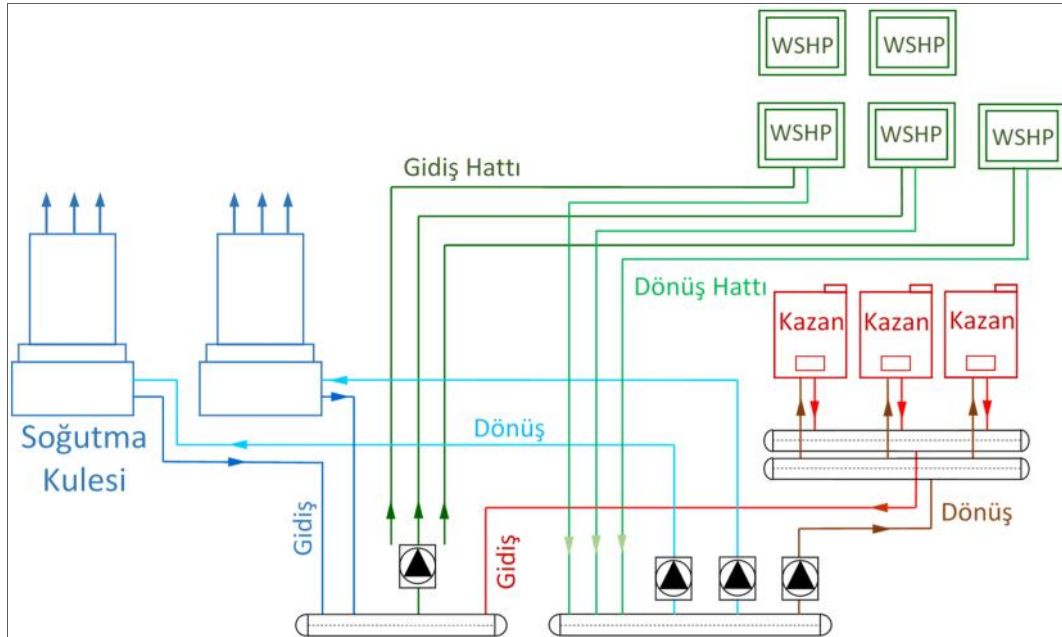 WSHP
WSHP
WSHP
WSHP
WSHP
Gidiş Hattı
Dönüş Hattı
Kazan
Kazan
Kazan
Soğutma
Kulesi
Dönüş
Gidiş
Gidiş
Dönüş